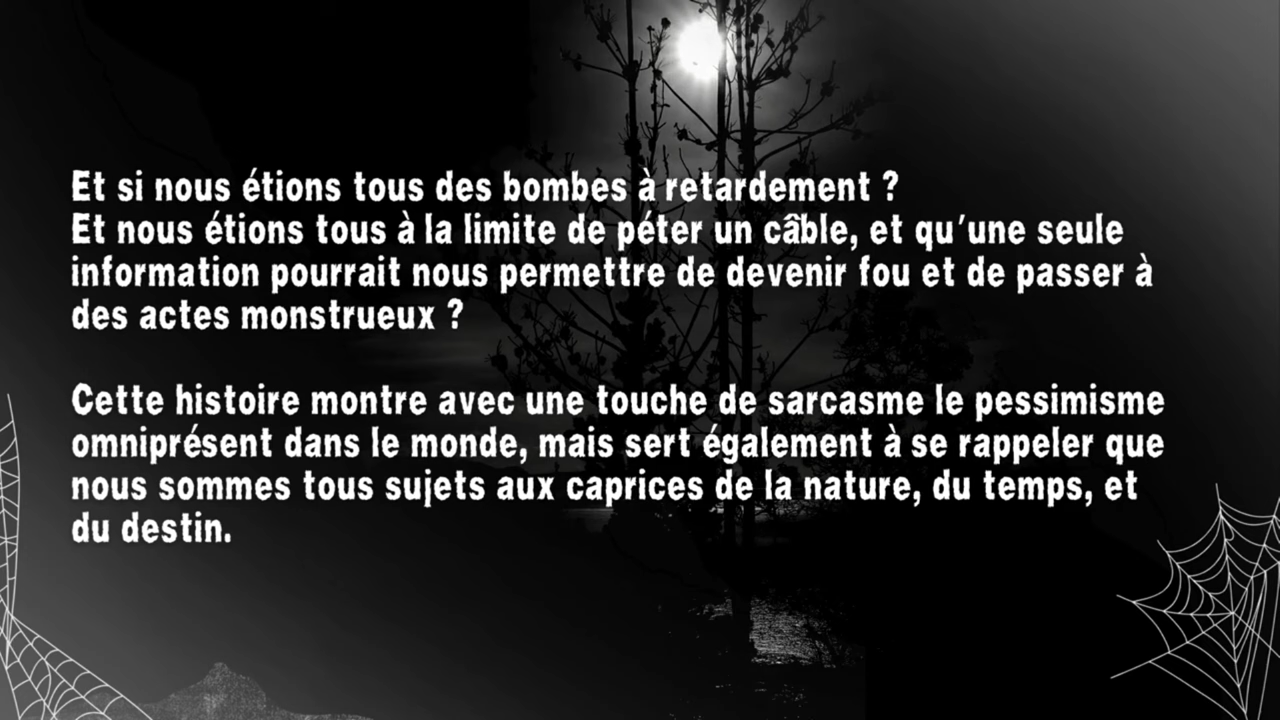 Et si nous étions tous des bombes à retardement ?
Et nous étions tous à la limite de péter un câble, et qu'une seule
information pourrait nous permettre de devenir fou et de passer à
des actes monstrueux ?
Cette histoire montre avec une touche de sarcasme le pessimisme
omniprésent dans le monde, mais sert également à se rappeler que
nous sommes tous sujets aux caprices de la nature, du temps, et
du destin.